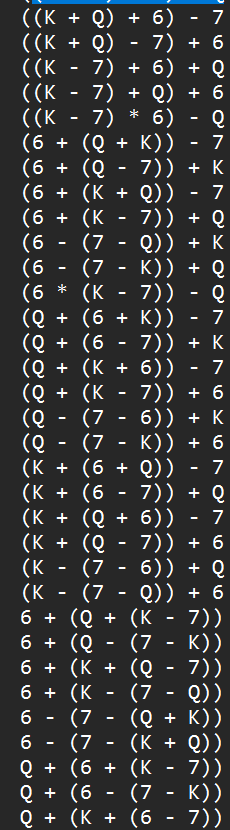 ((K + Q) + 6) - 7
((K + Q) - 7) + 6
((K - 7) + 6) + Q
((K - 7) + Q) + 6
((K - 7) * 6) - Q
(6 + (Q + K)) - 7
(6 + (Q - 7)) + K
(6 + (K + Q)) - 7
(6 + (K - 7)) + Q
(6 - (7 - Q)) + K
(6 - (7 - K)) + Q
(6 * (K - 7)) - Q
(Q + (6 + K)) - 7
(Q + (6 - 7)) + K
(Q + (K + 6)) - 7
(Q + (K - 7)) + 6
(Q - (7 - 6)) + K
(Q - (7 - K)) + 6
(K + (6 + Q)) - 7
(K + (6 - 7)) + Q
(K + (Q + 6)) - 7
(K + (Q - 7)) + 6
(K - (7 - 6)) + Q
(K - (7 - Q)) + 6
6 + (Q + (K - 7))
6 + (Q - (7 - K))
6 + (K + (Q - 7))
6 + (K - (7 - Q))
6 - (7 - (Q + K))
6 - (7 - (K + Q))
Q + (6 + (K - 7))
Q + (6 - (7 - K))
Q + (K + (6 - 7))